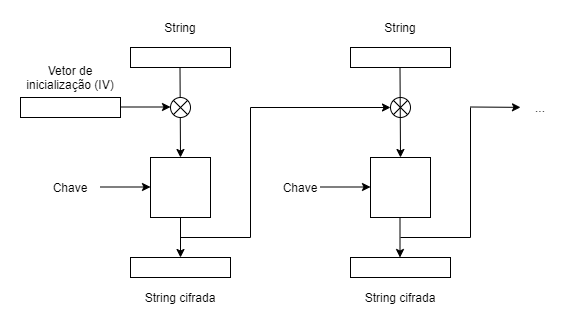 String
String
Vetor de
inicialização (IV)
...
Chave
Chave
String cifrada
String cifrada